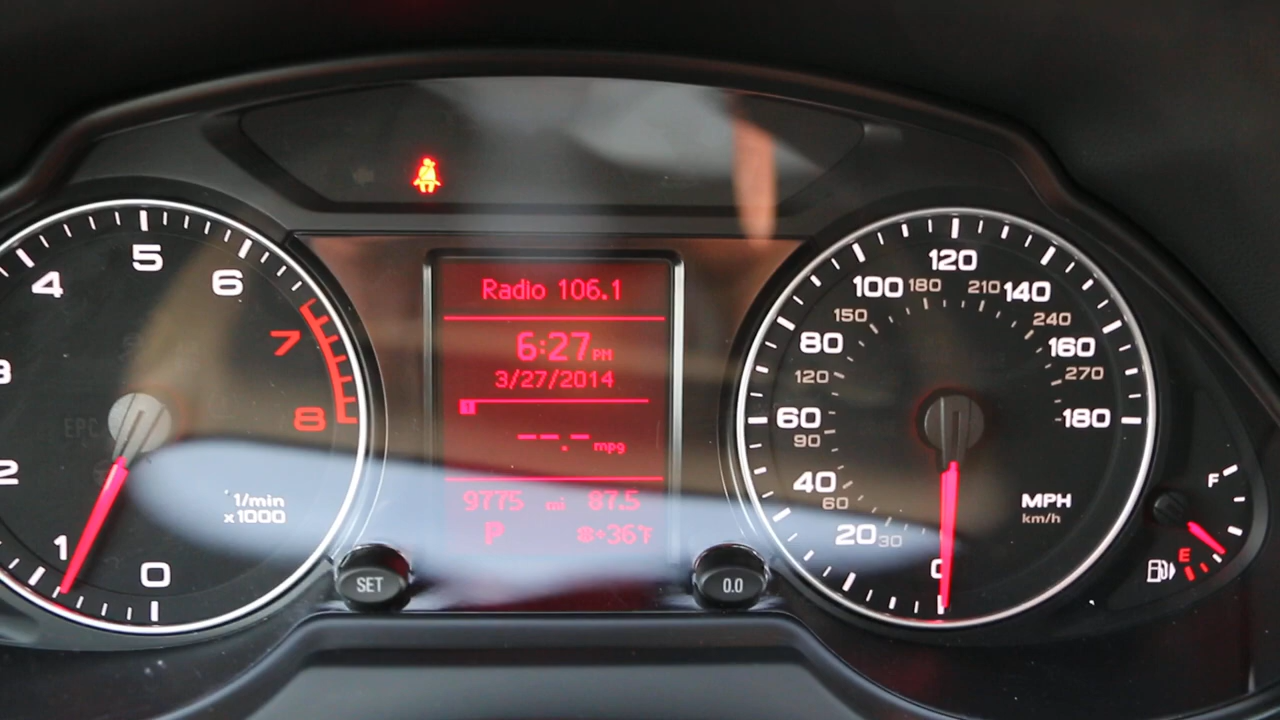 Radio 106.1
6:27 PM
3/27/2014
1
--.- mpg
9775 mi 87.5
P
+36°F
SET
0.0
0
1
2
3
4
5
6
7
8
1/min
x1000
EPC
0
20
40
60
80
100
120
140
160
180
30
60
90
120
150
180
210
240
270
MPH
km/h
F
E